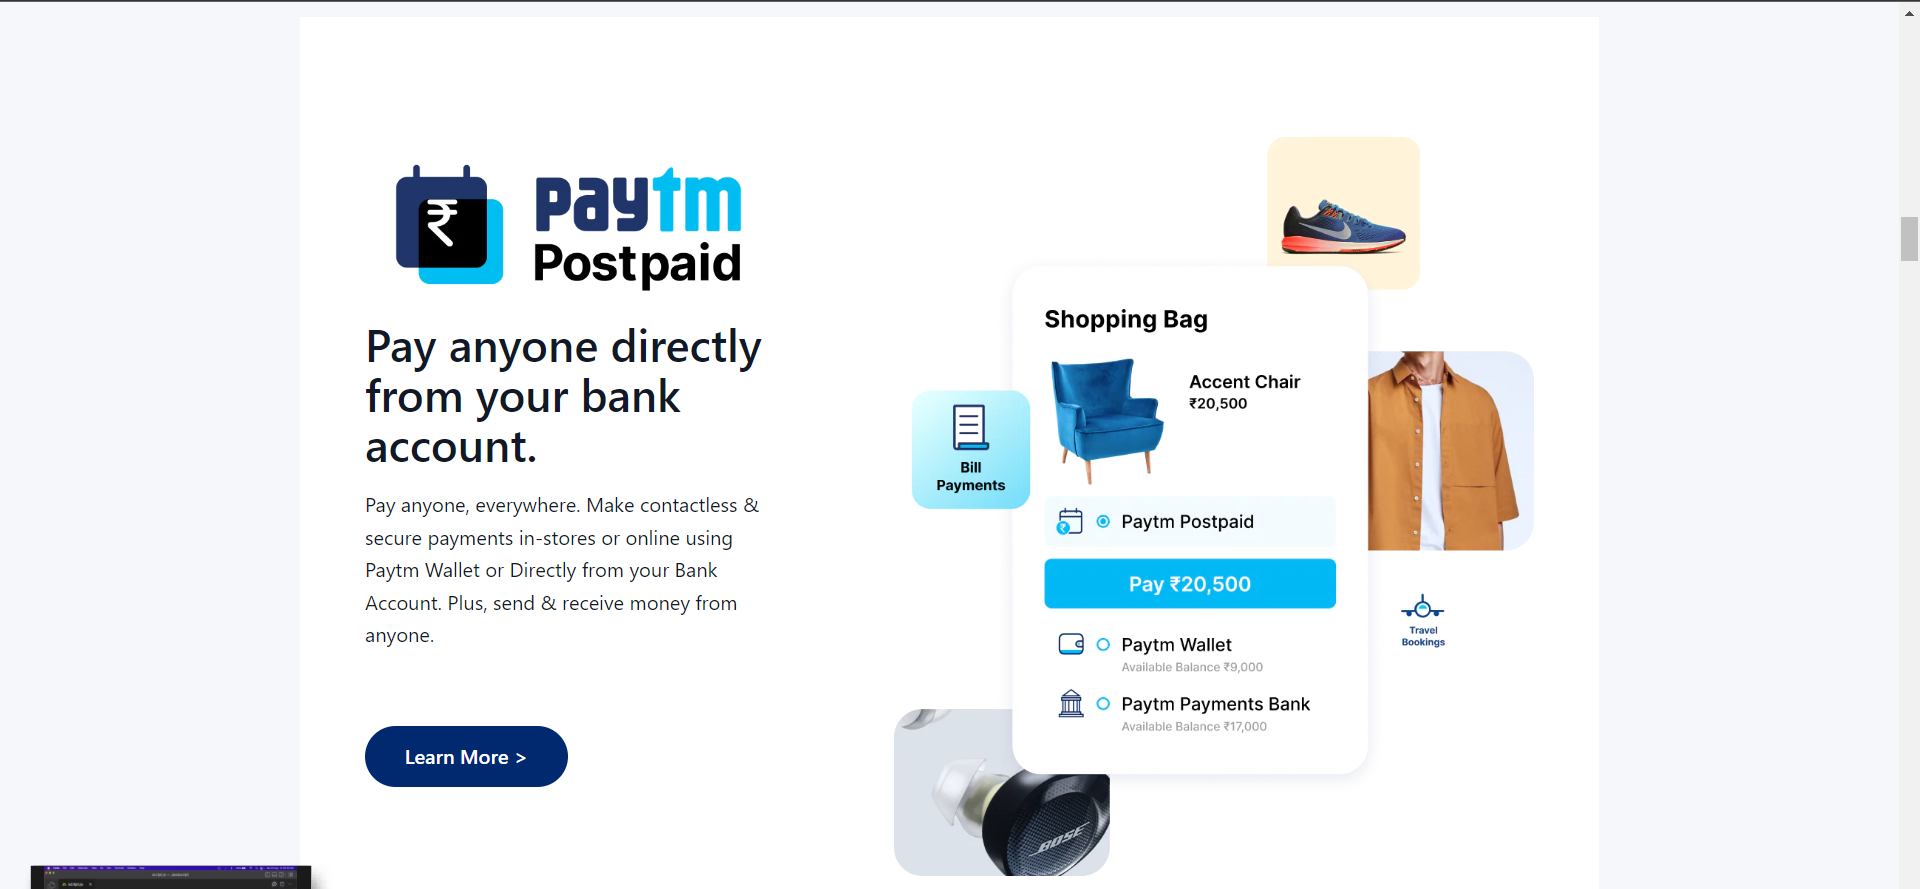 paytm
Postpaid
Pay anyone directly
from your bank
account.
Pay anyone, everywhere. Make contactless &
secure payments in-stores or online using
Paytm Wallet or Directly from your Bank
Account. Plus, send & receive money from
anyone.
Learn More >
Shopping Bag
Accent Chair
₹20,500
Bill
Payments
Paytm Postpaid
Pay ₹20,500
Paytm Wallet
Available Balance ₹9,000
Paytm Payments Bank
Available Balance ₹17,000
Travel
Bookings
BOSE